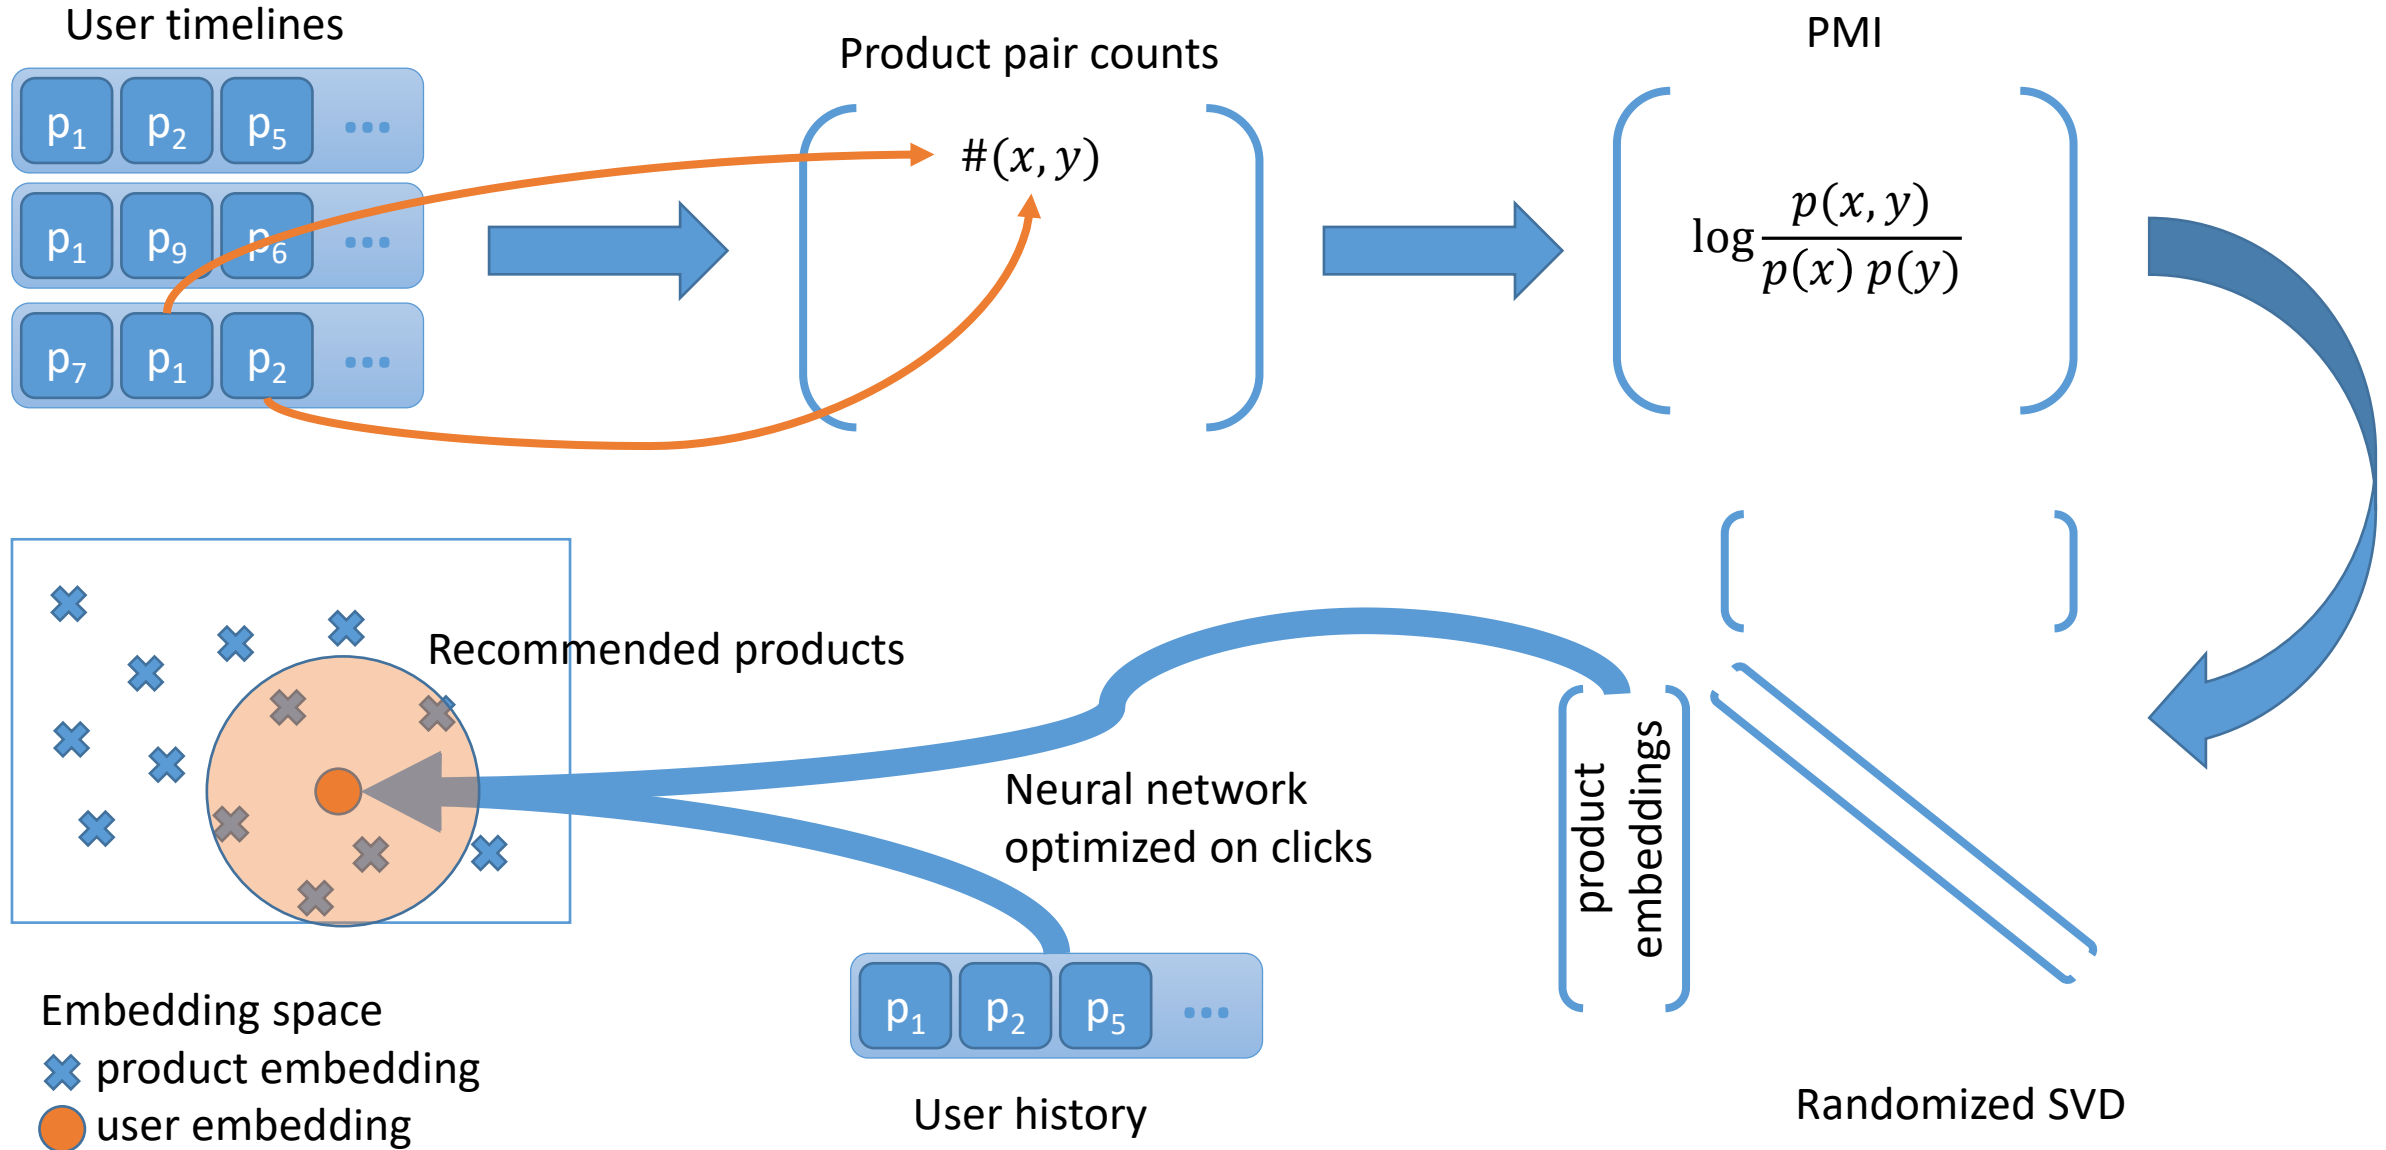 User timelines
p1 p2 p5 ...
p1 p9 p6 ...
p7 p1 p2 ...
Product pair counts
#(x, y)
PMI
log p(x, y) / p(x) p(y)
Recommended products
Neural network
optimized on clicks
product
embeddings
p1 p2 p5 ...
User history
Randomized SVD
Embedding space
product embedding
user embedding